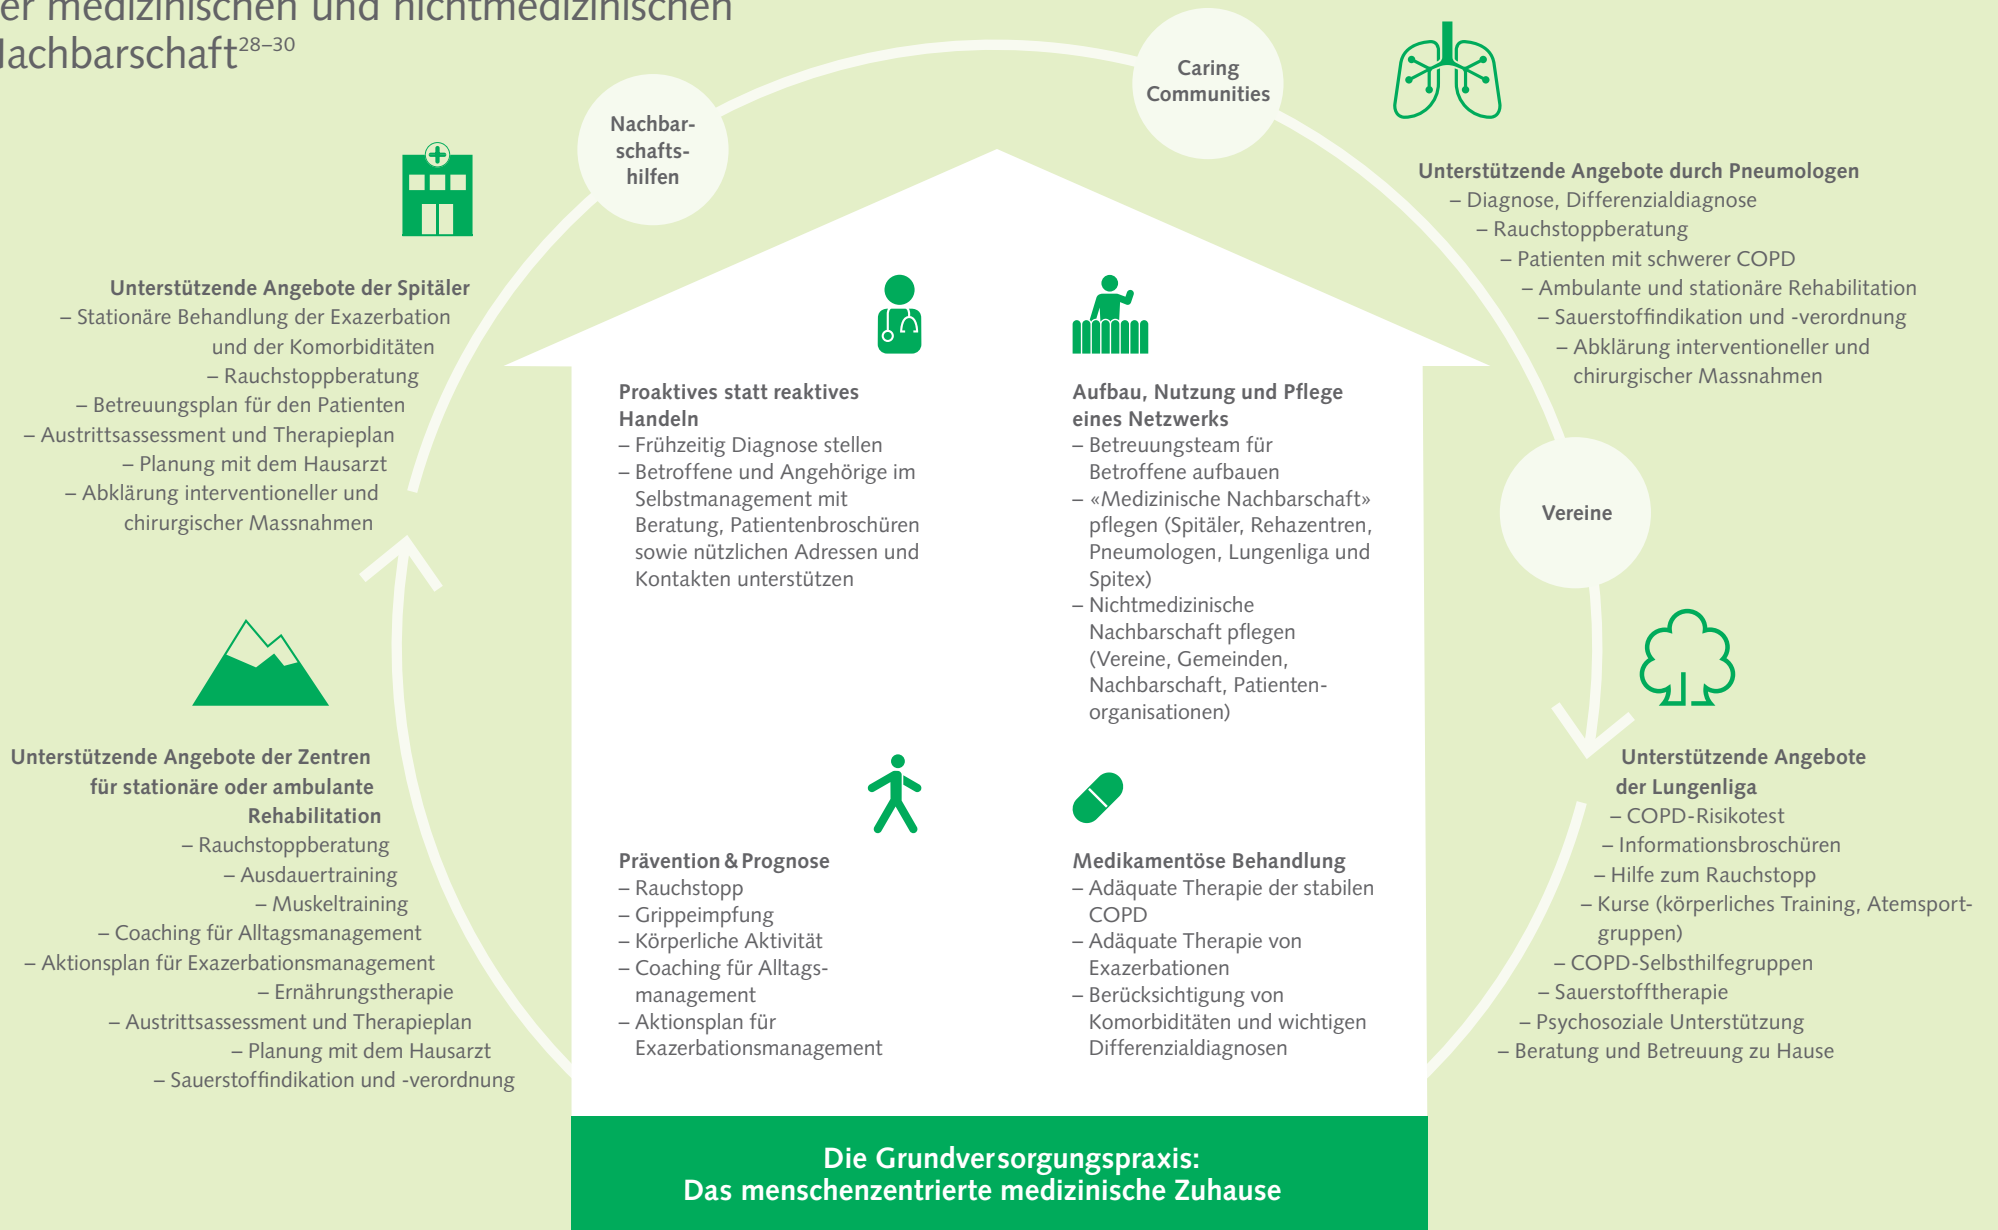 er medizinischen und nichtmedizinischen
Nachbarschaft28–30
Nachbar-
schafts-
hilfen
Caring
Communities
Vereine
Unterstützende Angebote der Spitäler
– Stationäre Behandlung der Exazerbation
und der Komorbiditäten
– Rauchstoppberatung
– Betreuungsplan für den Patienten
– Austrittsassessment und Therapieplan
– Planung mit dem Hausarzt
– Abklärung interventioneller und
chirurgischer Massnahmen
Unterstützende Angebote der Zentren
für stationäre oder ambulante
Rehabilitation
– Rauchstoppberatung
– Ausdauertraining
– Muskeltraining
– Coaching für Alltagsmanagement
– Aktionsplan für Exazerbationsmanagement
– Ernährungstherapie
– Austrittsassessment und Therapieplan
– Planung mit dem Hausarzt
– Sauerstoffindikation und -verordnung
Proaktives statt reaktives
Handeln
– Frühzeitig Diagnose stellen
– Betroffene und Angehörige im
Selbstmanagement mit
Beratung, Patientenbroschüren
sowie nützlichen Adressen und
Kontakten unterstützen
Aufbau, Nutzung und Pflege
eines Netzwerks
– Betreuungsteam für
Betroffene aufbauen
– «Medizinische Nachbarschaft»
pflegen (Spitäler, Rehazentren,
Pneumologen, Lungenliga und
Spitex)
– Nichtmedizinische
Nachbarschaft pflegen
(Vereine, Gemeinden,
Nachbarschaft, Patienten-
organisationen)
Prävention & Prognose
– Rauchstopp
– Grippeimpfung
– Körperliche Aktivität
– Coaching für Alltags-
management
– Aktionsplan für
Exazerbationsmanagement
Medikamentöse Behandlung
– Adäquate Therapie der stabilen
COPD
– Adäquate Therapie von
Exazerbationen
– Berücksichtigung von
Komorbiditäten und wichtigen
Differenzialdiagnosen
Unterstützende Angebote durch Pneumologen
– Diagnose, Differenzialdiagnose
– Rauchstoppberatung
– Patienten mit schwerer COPD
– Ambulante und stationäre Rehabilitation
– Sauerstoffindikation und -verordnung
– Abklärung interventioneller und
chirurgischer Massnahmen
Unterstützende Angebote
der Lungenliga
– COPD-Risikotest
– Informationsbroschüren
– Hilfe zum Rauchstopp
– Kurse (körperliches Training, Atemsport-
gruppen)
– COPD-Selbsthilfegruppen
– Sauerstofftherapie
– Psychosoziale Unterstützung
– Beratung und Betreuung zu Hause
Die Grundversorgungspraxis:
Das menschenzentrierte medizinische Zuhause